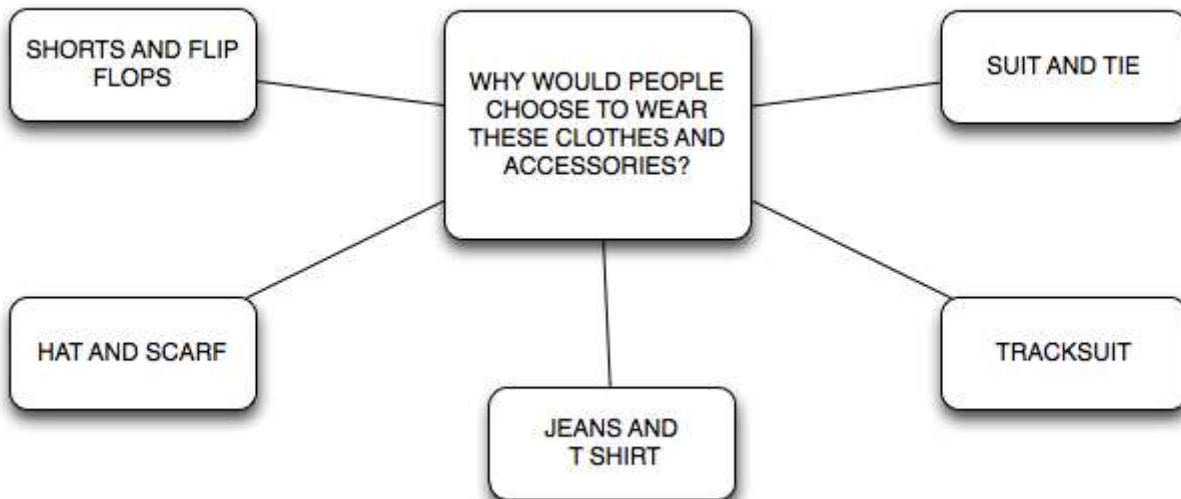 SHORTS AND FLIP
FLOPS
WHY WOULD PEOPLE
CHOOSE TO WEAR
THESE CLOTHES AND
ACCESSORIES?
SUIT AND TIE
HAT AND SCARF
JEANS AND
T SHIRT
TRACKSUIT